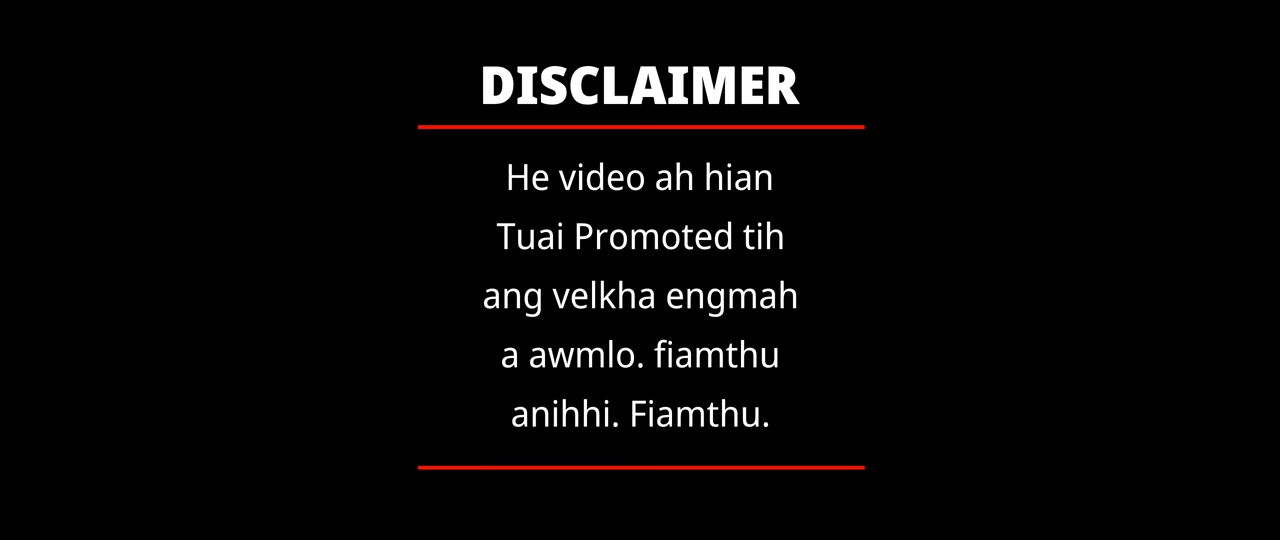 DISCLAIMER
He video ah hian
Tuai Promoted tih
ang velkha engmah
a awmlo. fiamthu
anihhi. Fiamthu.